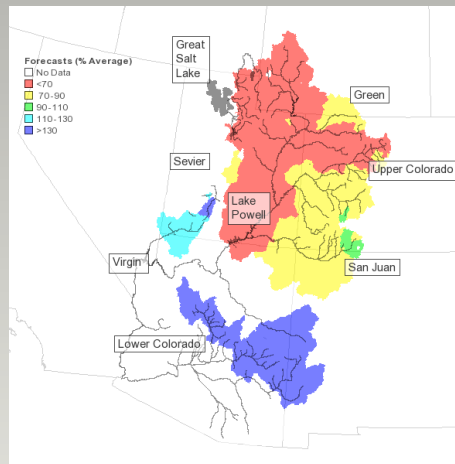 Great
Salt
Lake
Forecasts (% Average)
No Data
<70
70-90
90-110
110-130
>130
Green
Sevier
Upper Colorado
Lake
Powell
Virgin
San Juan
Lower Colorado